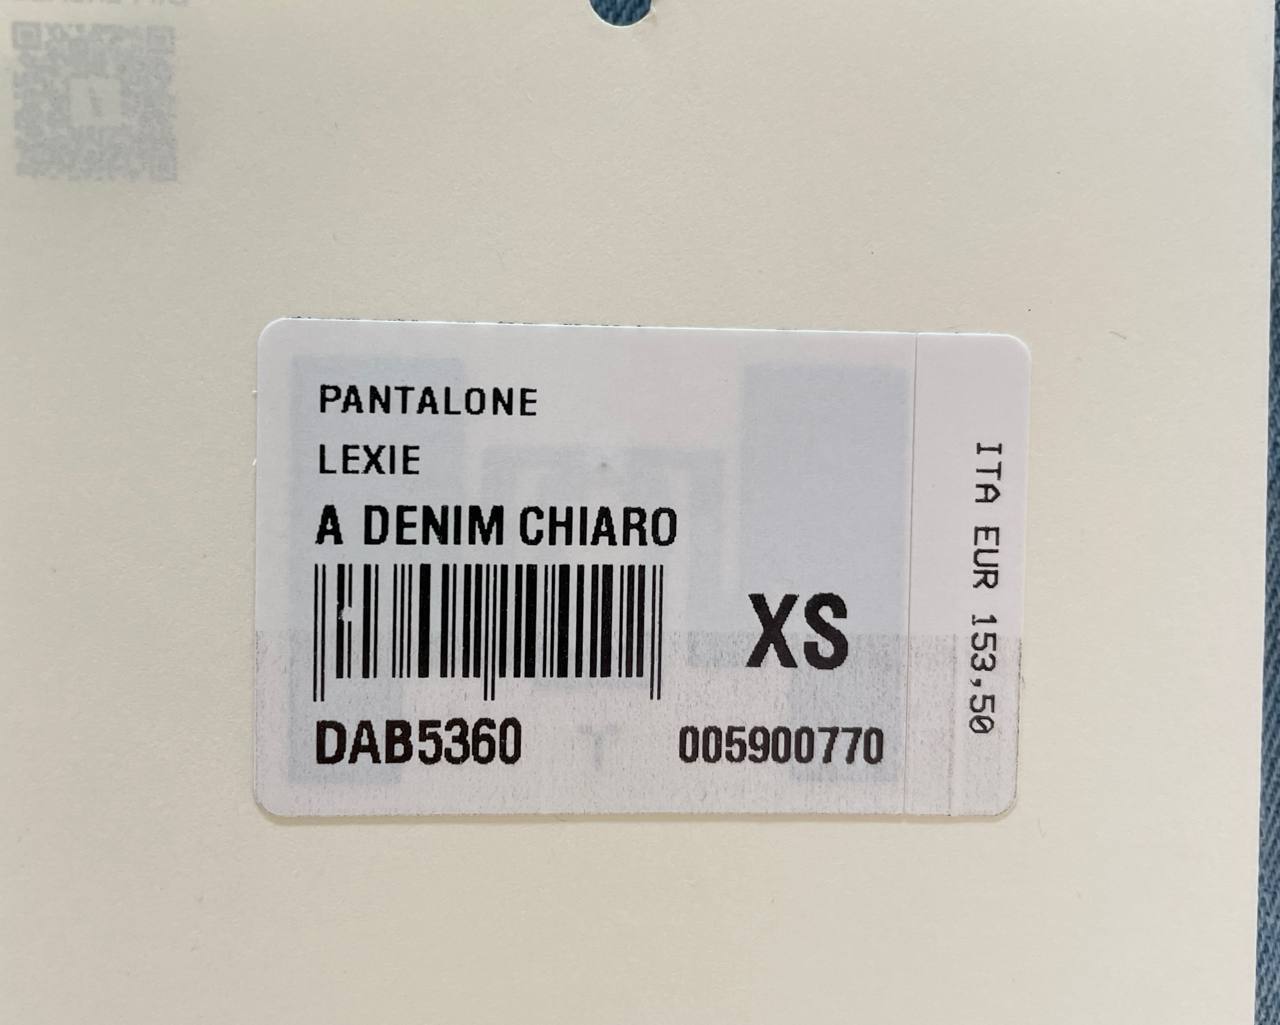 PANTALONE
LEXIE
A DENIM CHIARO
XS
DAB5360 005900770
ITA EUR 153,50